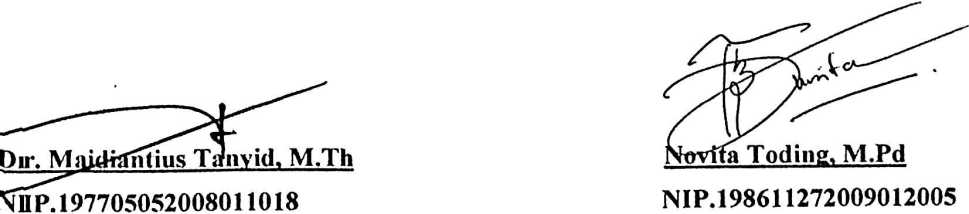 Dr. Maidiantius Tanyid, M.Th
NIP.197705052008011018
Novita Toding, M.Pd
NIP.198611272009012005